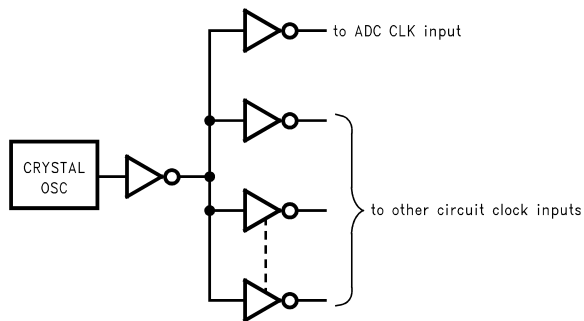 to ADC CLK input
CRYSTAL
OSC
to other circuit clock inputs